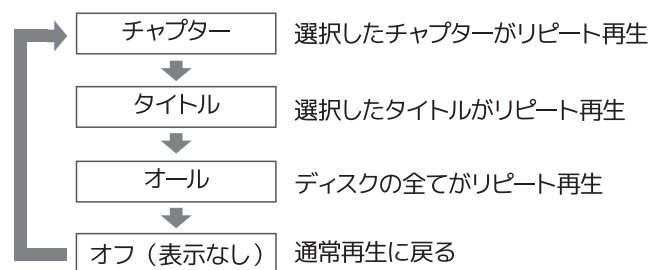 チャプター 選択したチャプターがリピート再生
タイトル 選択したタイトルがリピート再生
オール ディスクの全てがリピート再生
オフ（表示なし） 通常再生に戻る